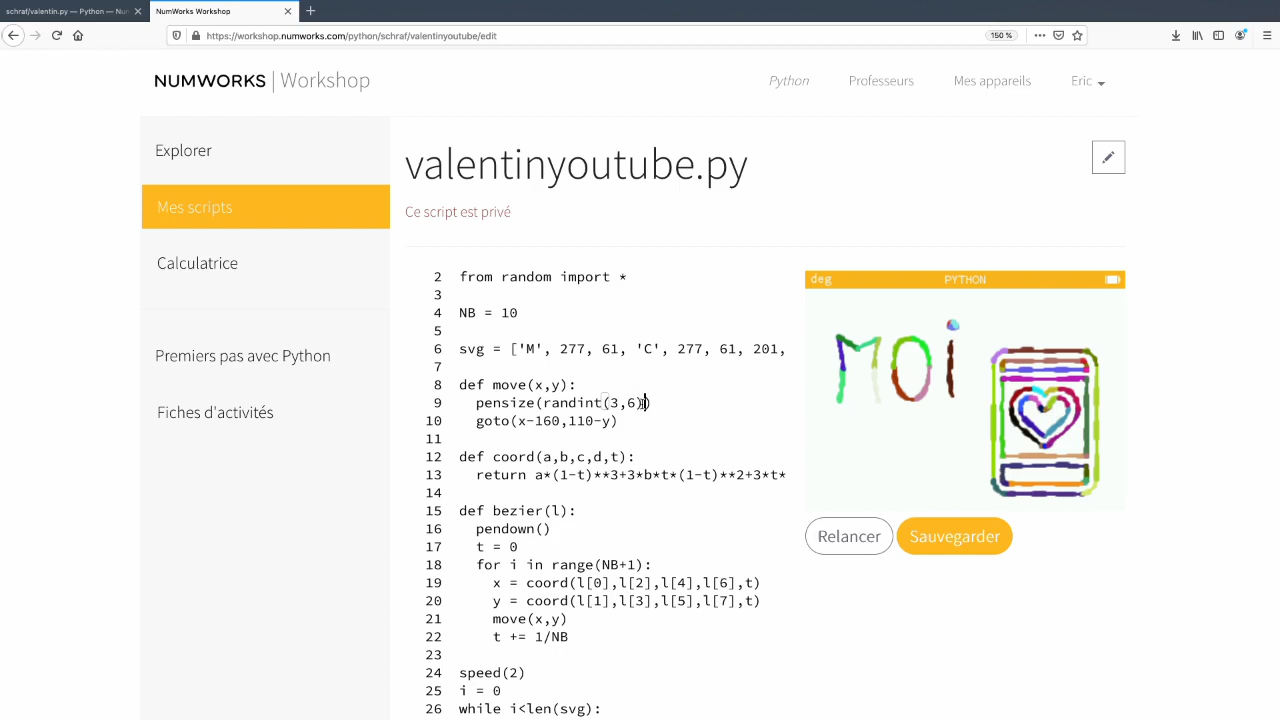 schraf/valentin.py — Python — Nu
NumWorks Workshop
https://workshop.numworks.com/python/schraf/valentinyoutube/edit
150 %
NUMWORKS | Workshop
Python
Professeurs
Mes appareils
Eric
Explorer
Mes scripts
Calculatrice
Premiers pas avec Python
Fiches d'activités
valentinyoutube.py
Ce script est privé
2 from random import *
3
4 NB = 10
5
6 svg = ['M', 277, 61, 'C', 277, 61, 201,
7
8 def move(x,y):
9 pensize(randint(3,6))
10 goto(x-160,110-y)
11
12 def coord(a,b,c,d,t):
13 return a*(1-t)**3+3*b*t*(1-t)**2+3*t*
14
15 def bezier(l):
16 pendown()
17 t = 0
18 for i in range(NB+1):
19 x = coord(l[0],l[2],l[4],l[6],t)
20 y = coord(l[1],l[3],l[5],l[7],t)
21 move(x,y)
22 t += 1/NB
23
24 speed(2)
25 i = 0
26 while i<len(svg):
deg PYTHON
MOi
Relancer
Sauvegarder